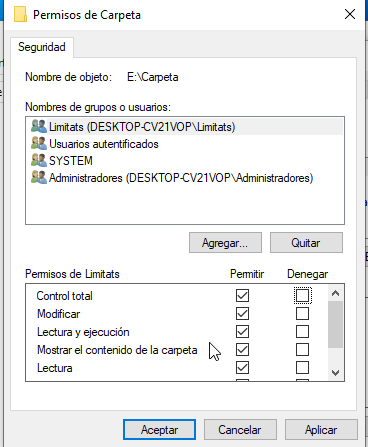 Permisos de Carpeta
Seguridad
Nombre de objeto: E:\Carpeta
Nombres de grupos o usuarios:
Limitats (DESKTOP-CV21VOP\Limitats)
Usuarios autentificados
SYSTEM
Administradores (DESKTOP-CV21VOP\Administradores)
Agregar...
Quitar
Permisos de Limitats Permitir Denegar
Control total
Modificar
Lectura y ejecución
Mostrar el contenido de la carpeta
Lectura
Aceptar
Cancelar
Aplicar